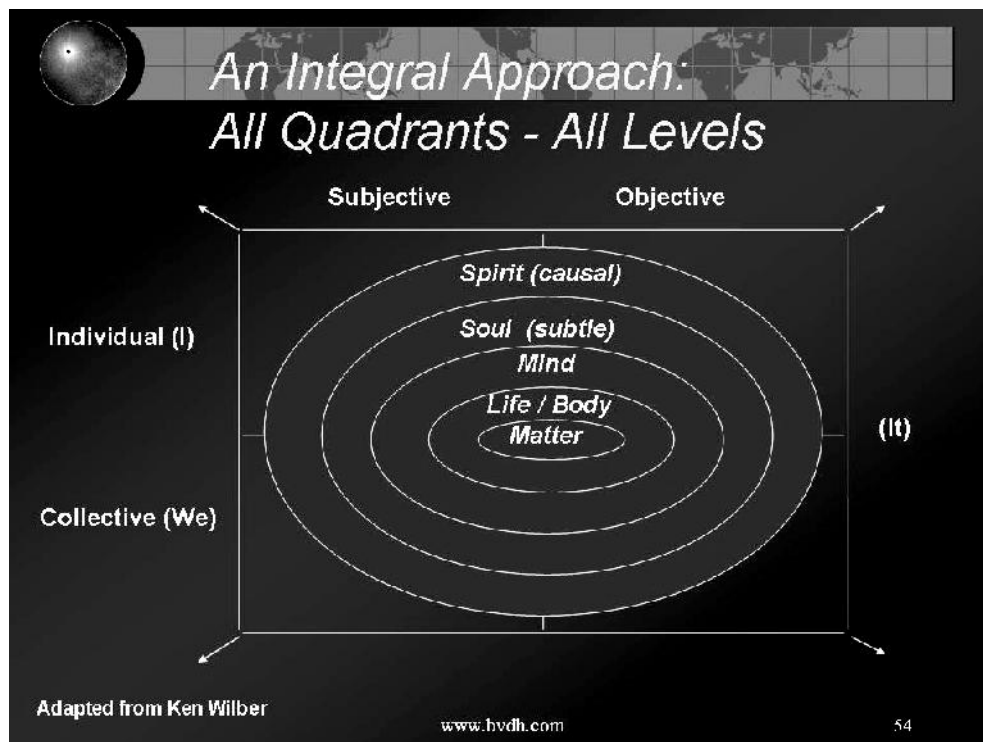 An Integral Approach:
All Quadrants - All Levels
Subjective Objective
Spirit (causal)
Soul (subtle)
Individual (I)
Mind
Life / Body
Matter
(It)
Collective (We)
Adapted from Ken Wilber
www.hvdh.com
54